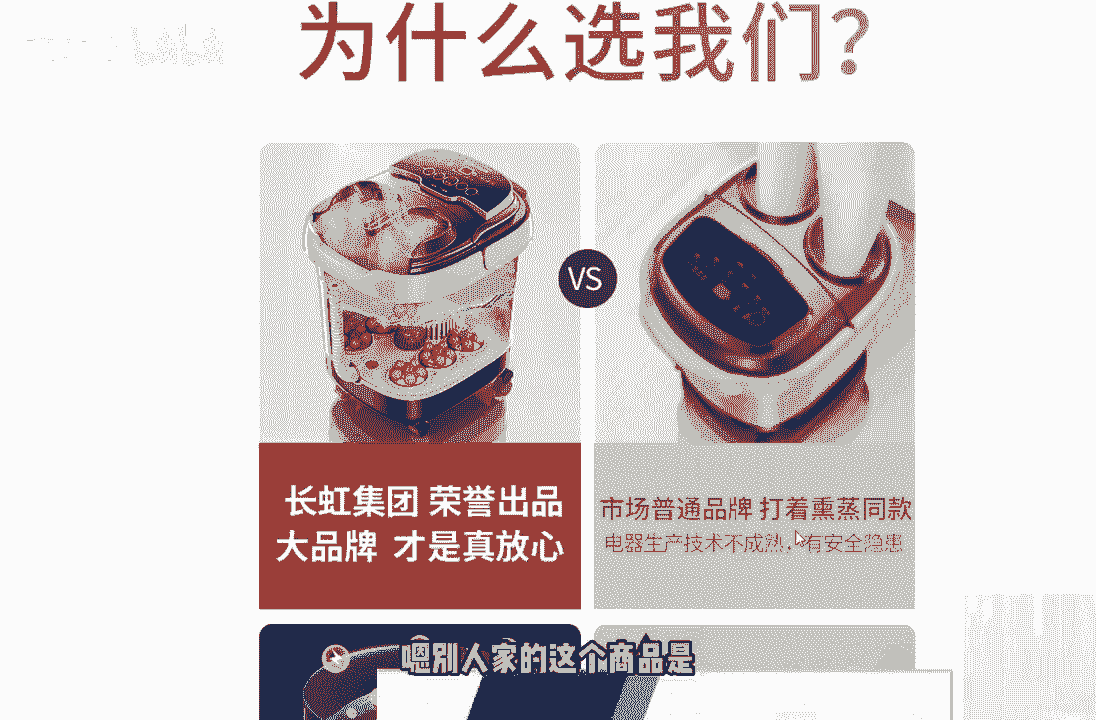 为什么选我们？
VS
长虹集团 荣誉出品
大品牌 才是真放心
市场普通品牌 打着熏蒸同款
电器生产技术不成熟，有安全隐患
嗯别人家的这个商品是